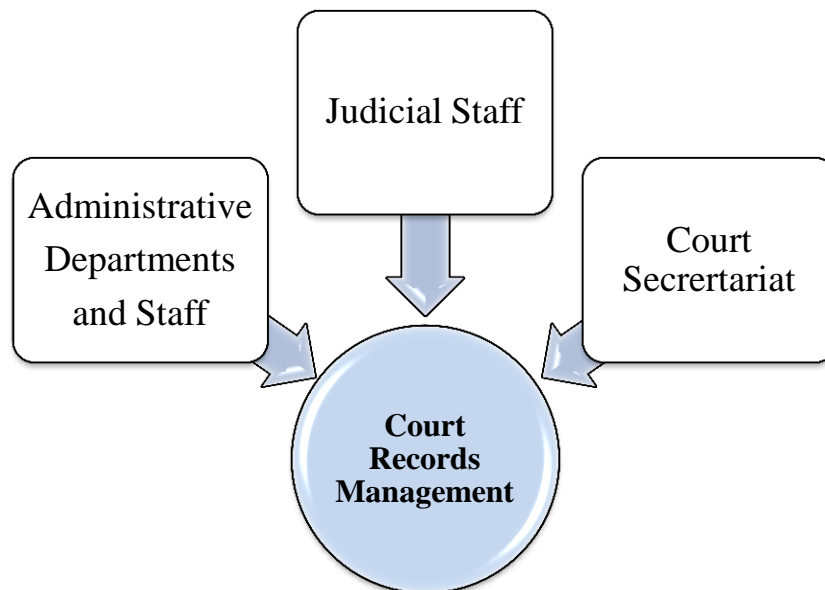 Judicial Staff
Administrative
Departments
and Staff
Court
Secrertariat
Court
Records
Management